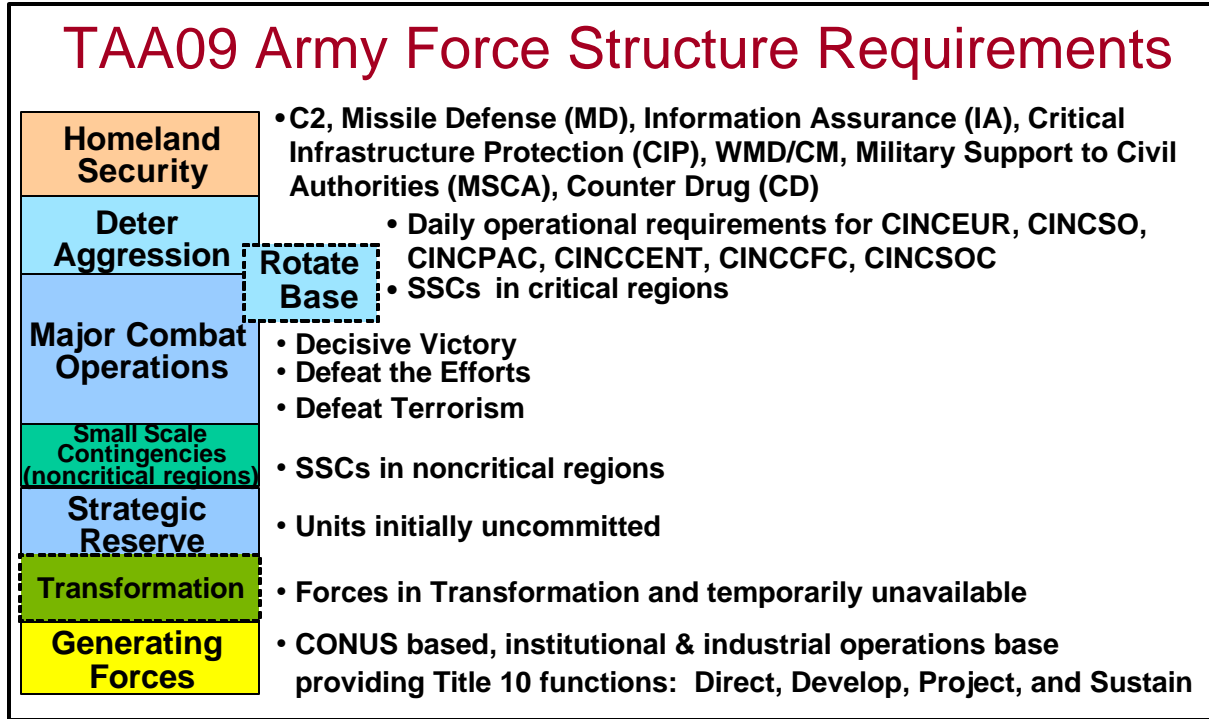 TAA09 Army Force Structure Requirements
Homeland
Security
• C2, Missile Defense (MD), Information Assurance (IA), Critical
Infrastructure Protection (CIP), WMD/CM, Military Support to Civil
Authorities (MSCA), Counter Drug (CD)
Deter
Aggression
Rotate
Base
• Daily operational requirements for CINCEUR, CINCSO,
CINCPAC, CINCCENT, CINCCFC, CINCSOC
• SSCs in critical regions
Major Combat
Operations
• Decisive Victory
• Defeat the Efforts
• Defeat Terrorism
Small Scale
Contingencies
(noncritical regions)
• SSCs in noncritical regions
Strategic
Reserve
• Units initially uncommitted
Transformation
• Forces in Transformation and temporarily unavailable
Generating
Forces
• CONUS based, institutional & industrial operations base
providing Title 10 functions: Direct, Develop, Project, and Sustain